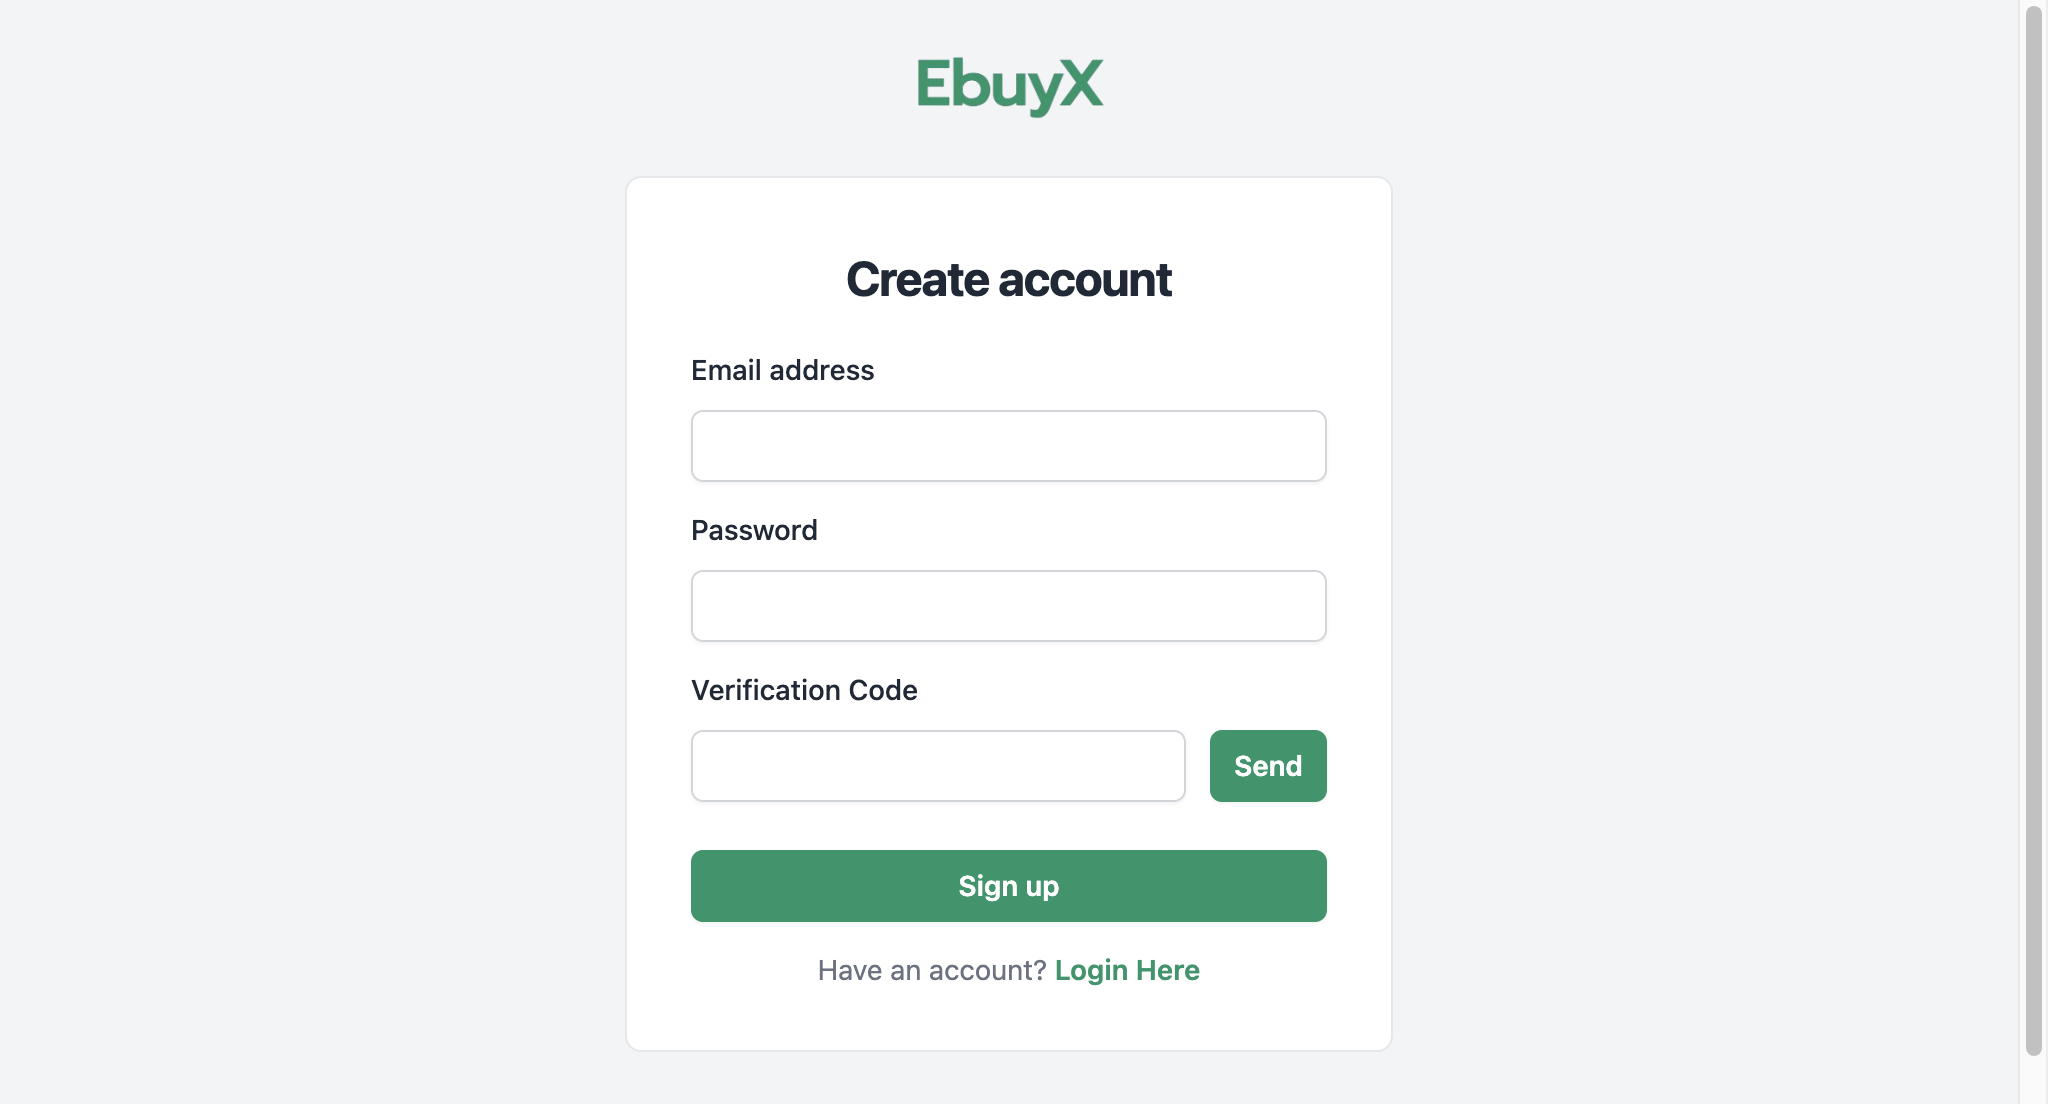 EbuyX
Create account
Email address
Password
Verification Code
Send
Sign up
Have an account? Login Here